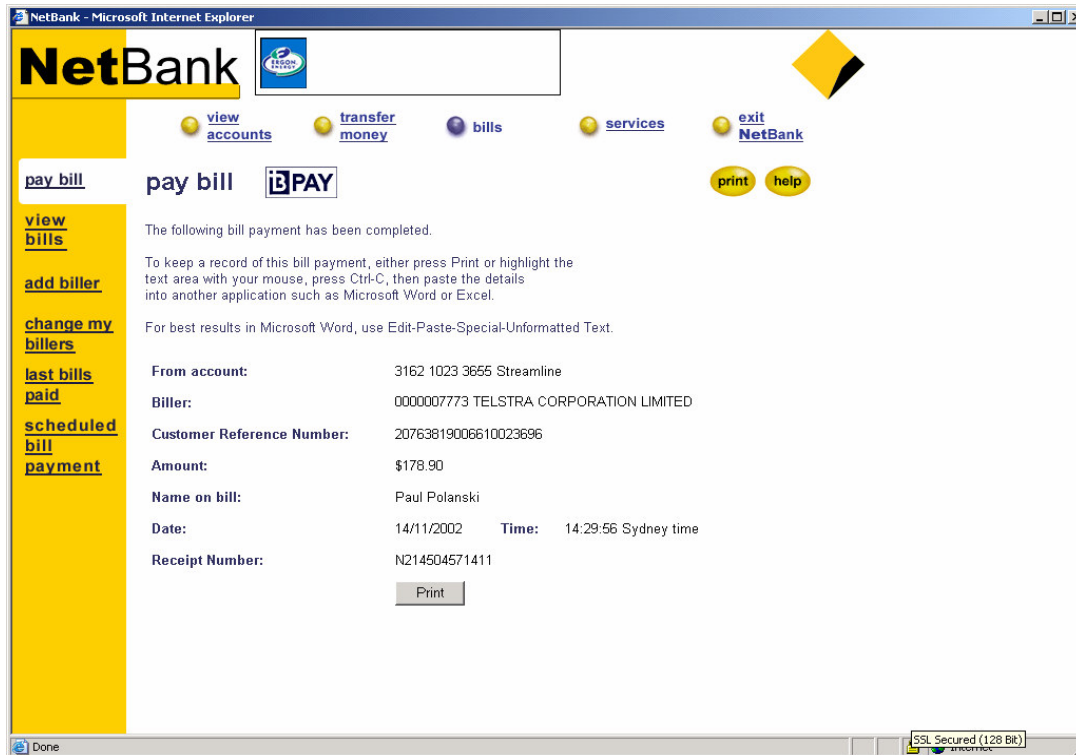 NetBank - Microsoft Internet Explorer
NetBank
ERGON ENERGY
view accounts
transfer money
bills
services
exit NetBank
pay bill
view bills
add biller
change my billers
last bills paid
scheduled bill payment
pay bill
BPAY
print
help
The following bill payment has been completed.
To keep a record of this bill payment, either press Print or highlight the
text area with your mouse, press Ctrl-C, then paste the details
into another application such as Microsoft Word or Excel.
For best results in Microsoft Word, use Edit-Paste-Special-Unformatted Text.
From account: 3162 1023 3655 Streamline
Biller: 0000007773 TELSTRA CORPORATION LIMITED
Customer Reference Number: 20763819006610023696
Amount: $178.90
Name on bill: Paul Polanski
Date: 14/11/2002 Time: 14:29:56 Sydney time
Receipt Number: N214504571411
Print
Done
SSL Secured (128 Bit)
Internet